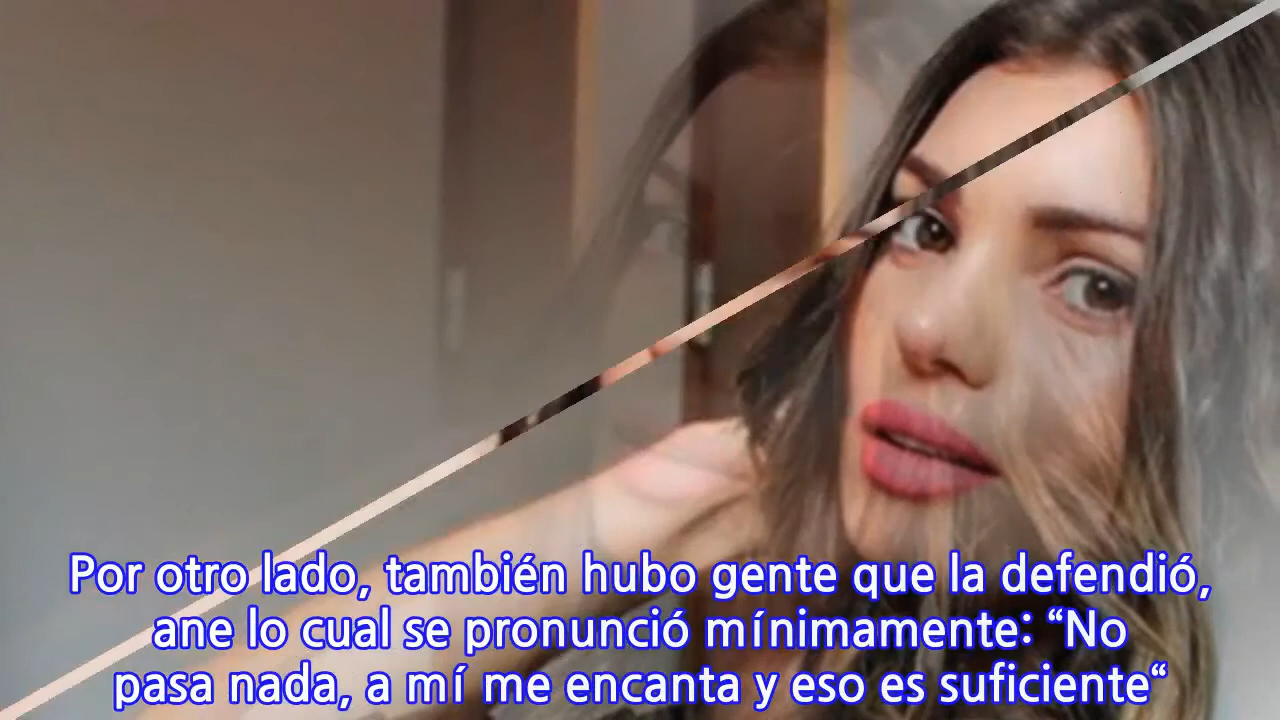 Por otro lado, también hubo gente que la defendió,
ane lo cual se pronunció mínimamente: “No
pasa nada, a mí me encanta y eso es suficiente“